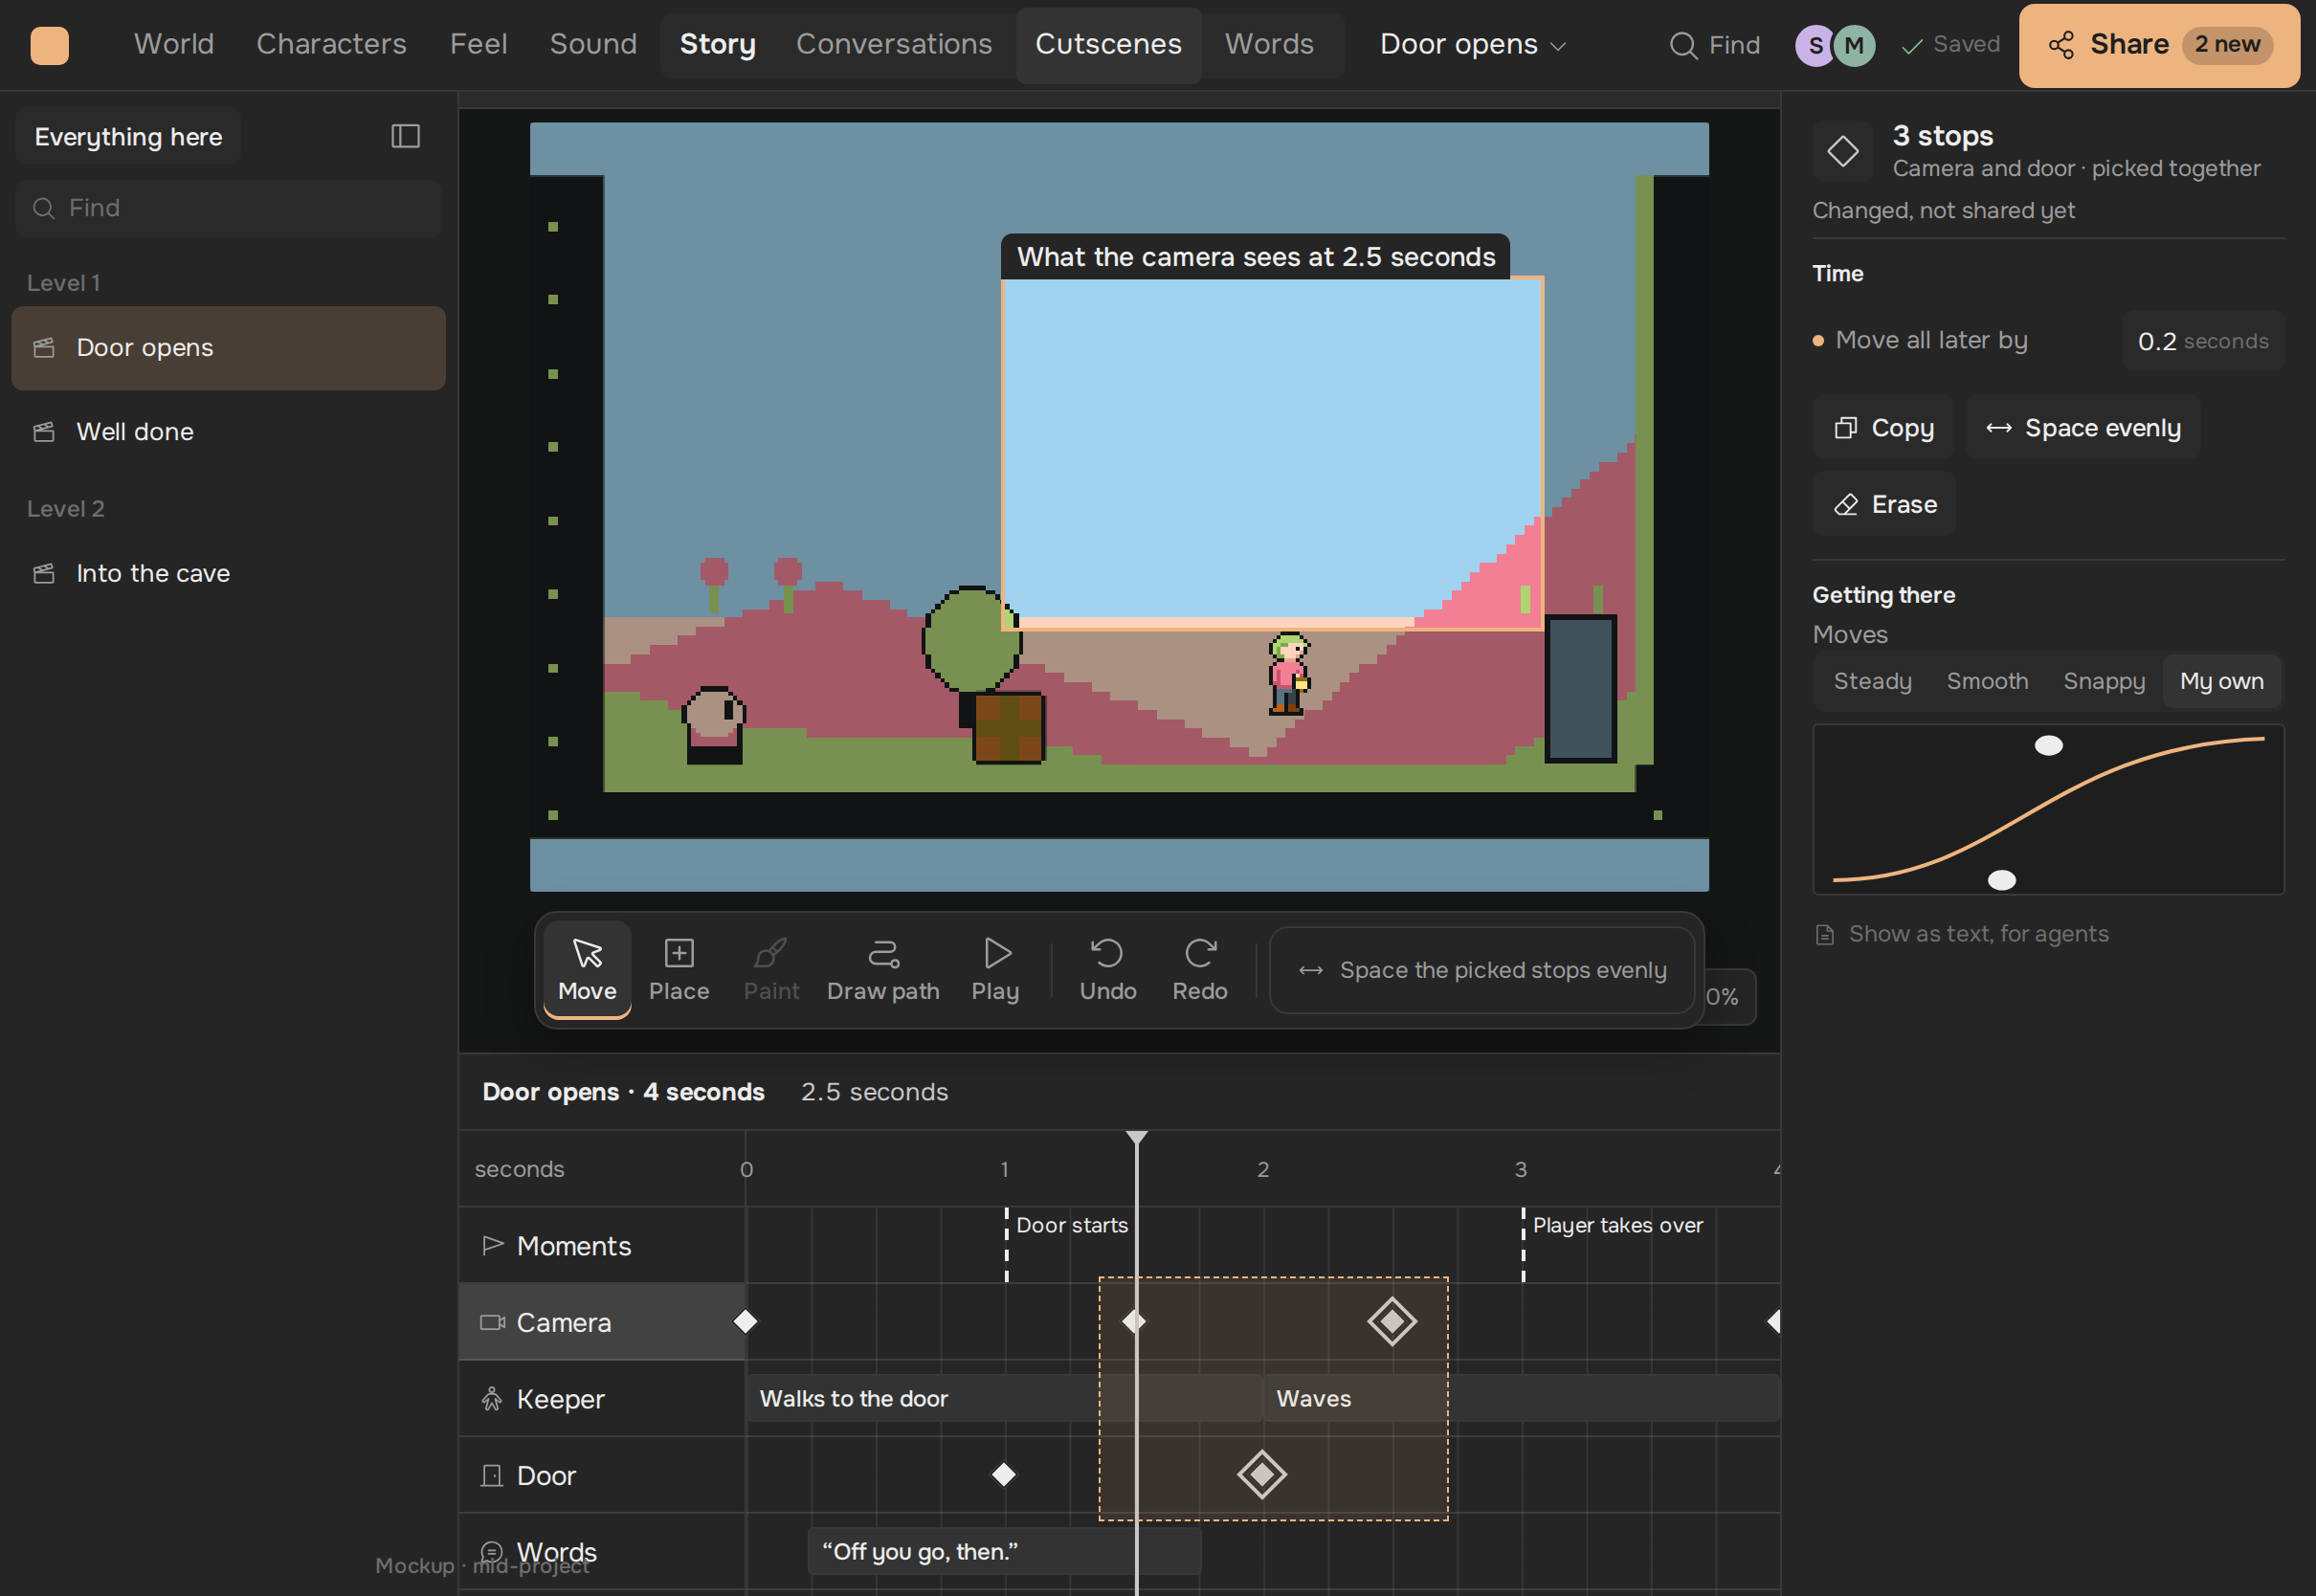 World Characters Feel Sound Story Conversations Cutscenes Words Door opens Find S M Saved Share 2 new
Everything here
Find
Level 1
Door opens
Well done
Level 2
Into the cave
What the camera sees at 2.5 seconds
Move Place Paint Draw path Play Undo Redo Space the picked stops evenly 0%
Door opens · 4 seconds 2.5 seconds
seconds 0 1 2 3 4
Moments Door starts Player takes over
Camera
Keeper Walks to the door Waves
Door
Words “Off you go, then.”
Mockup · mid-project
3 stops
Camera and door · picked together
Changed, not shared yet
Time
Move all later by 0.2 seconds
Copy Space evenly
Erase
Getting there
Moves
Steady Smooth Snappy My own
Show as text, for agents